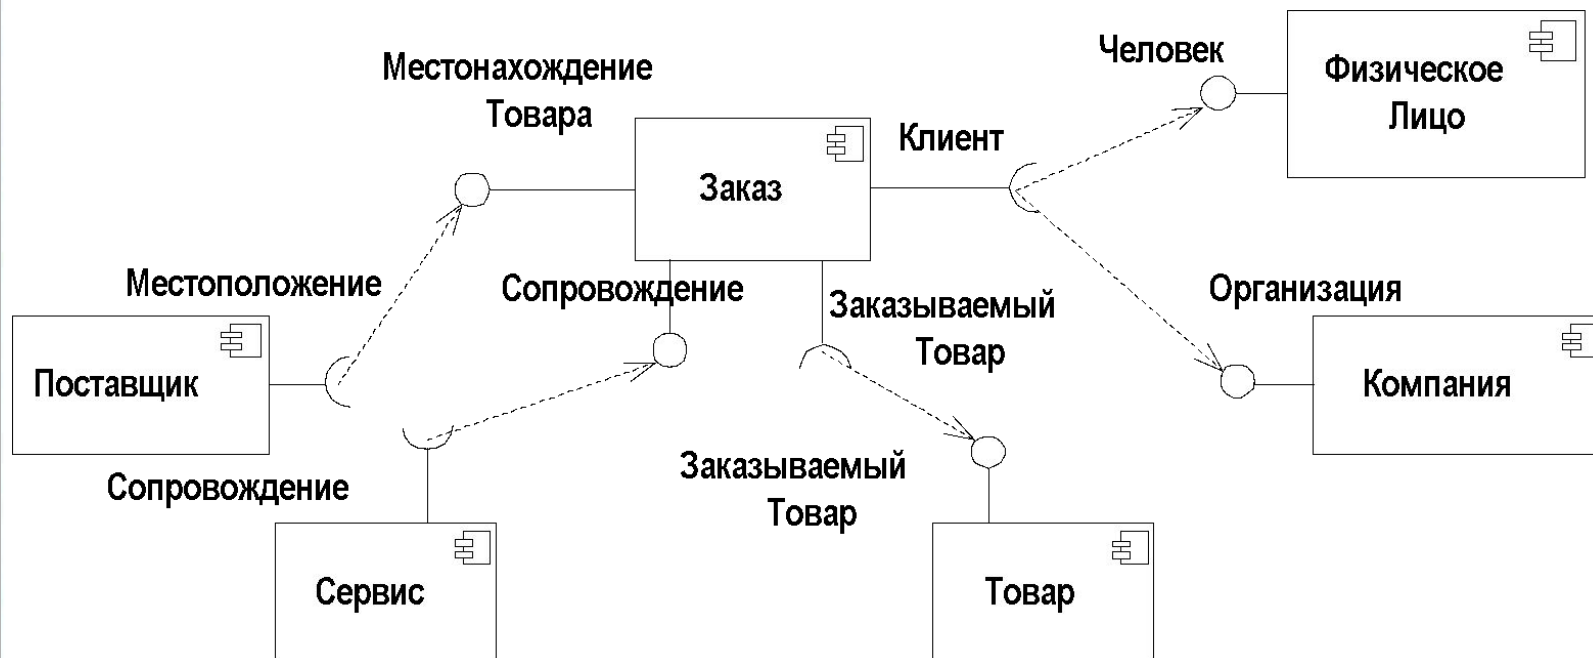 Человек
Местонахождение
Товара
Физическое
Лицо
Клиент
Заказ
Местоположение
Сопровождение
Заказываемый
Товар
Организация
Поставщик
Компания
Сопровождение
Заказываемый
Товар
Сервис
Товар